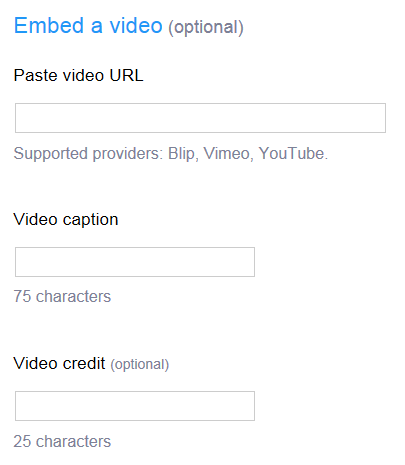 Embed a video (optional)
Paste video URL
Supported providers: Blip, Vimeo, YouTube.
Video caption
75 characters
Video credit (optional)
25 characters